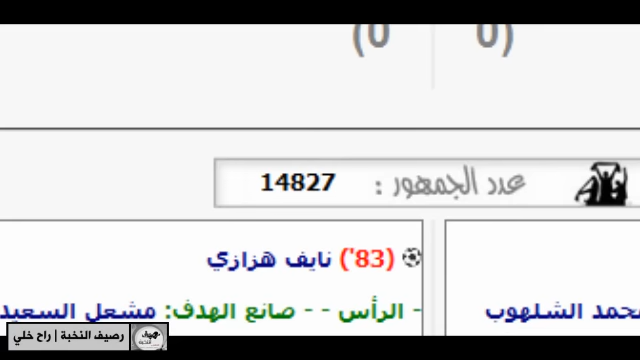 (0 0)
عدد الجمهور : 14827
(83') نايف هزازي
- الرأس - - صانع الهدف: مشعل السعيد
محمد الشلهوب
رصيف النخبة | راح خلي